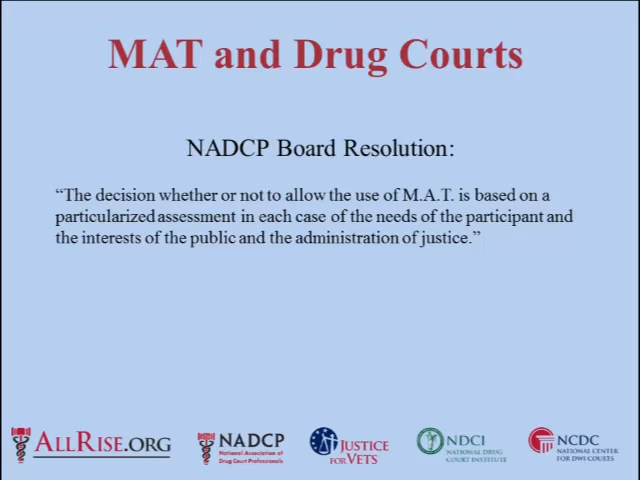 MAT and Drug Courts
NADCP Board Resolution:
“The decision whether or not to allow the use of M.A.T. is based on a
particularized assessment in each case of the needs of the participant and
the interests of the public and the administration of justice.”
ALLRISE.ORG
NADCP
National Association of
Drug Court Professionals
JUSTICE
FOR VETS
NDCI
NATIONAL DRUG
COURT INSTITUTE
NCDC
NATIONAL CENTER
FOR DWI COURTS